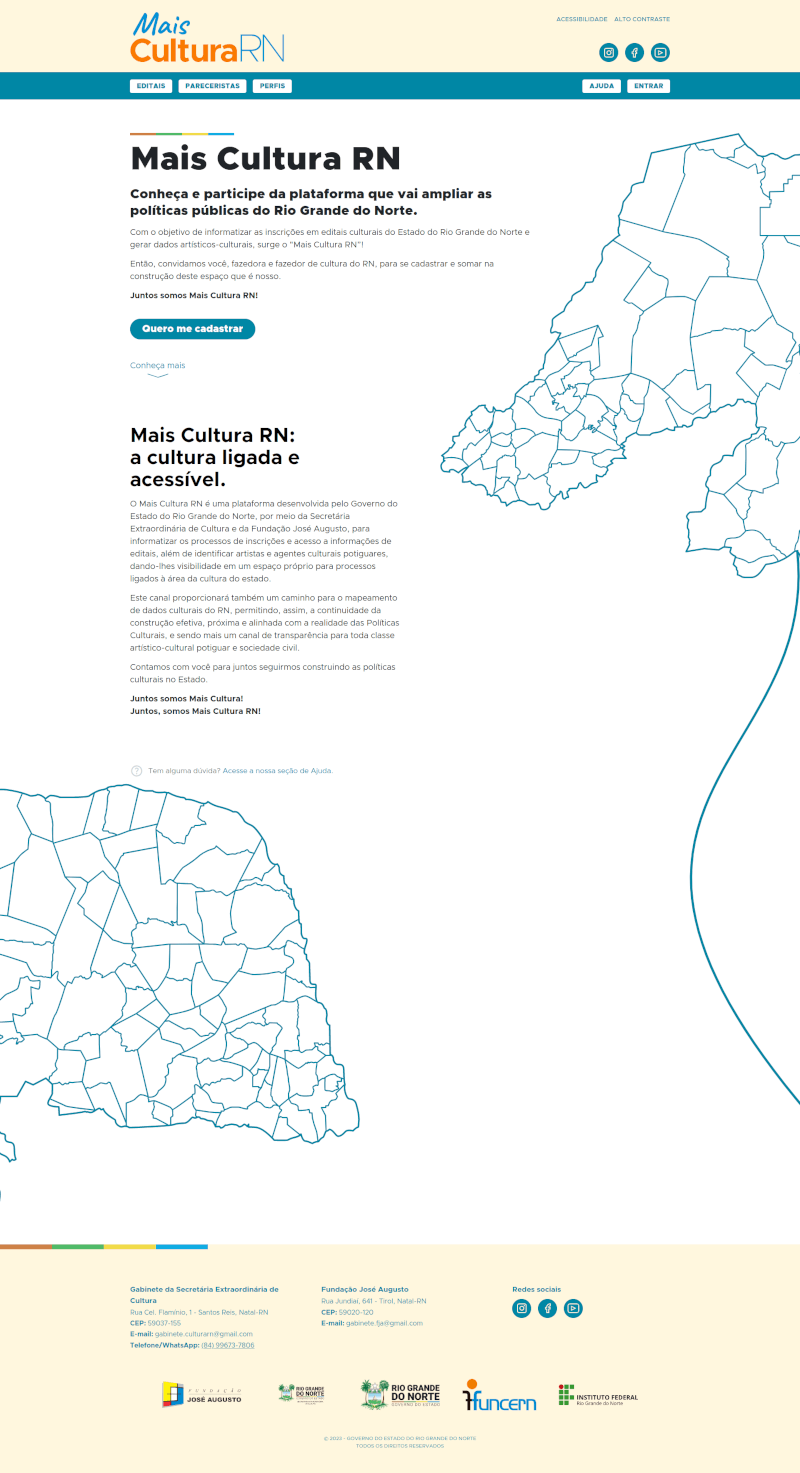 Mais
CulturaRN
ACESSIBILIDADE ALTO CONTRASTE
EDITAIS PARECERISTAS PERFIS AJUDA ENTRAR
Mais Cultura RN
Conheça e participe da plataforma que vai ampliar as
políticas públicas do Rio Grande do Norte.
Com o objetivo de informatizar as inscrições em editais culturais do Estado do Rio Grande do Norte e
gerar dados artísticos-culturais, surge o "Mais Cultura RN"!
Então, convidamos você, fazedora e fazedor de cultura do RN, para se cadastrar e somar na
construção deste espaço que é nosso.
Juntos somos Mais Cultura RN!
Quero me cadastrar
Conheça mais
Mais Cultura RN:
a cultura ligada e
acessível.
O Mais Cultura RN é uma plataforma desenvolvida pelo Governo do
Estado do Rio Grande do Norte, por meio da Secretária
Extraordinária de Cultura e da Fundação José Augusto, para
informatizar os processos de inscrições e acesso a informações de
editais, além de identificar artistas e agentes culturais potiguares,
dando-lhes visibilidade em um espaço próprio para processos
ligados à área da cultura do estado.
Este canal proporcionará também um caminho para o mapeamento
de dados culturais do RN, permitindo, assim, a continuidade da
construção efetiva, próxima e alinhada com a realidade das Políticas
Culturais, e sendo mais um canal de transparência para toda classe
artístico-cultural potiguar e sociedade civil.
Contamos com você para juntos seguirmos construindo as políticas
culturais no Estado.
Juntos somos Mais Cultura!
Juntos, somos Mais Cultura RN!
Tem alguma dúvida? Acesse a nossa seção de Ajuda.
Gabinete da Secretária Extraordinária de
Cultura
Rua Cel. Flamínio, 1 - Santos Reis, Natal-RN
CEP: 59037-155
E-mail: gabinete.culturarn@gmail.com
Telefone/WhatsApp: (84) 99673-7806
Fundação José Augusto
Rua Jundiaí, 641 - Tirol, Natal-RN
CEP: 59020-120
E-mail: gabinete.fja@gmail.com
Redes sociais
FUNDAÇÃO
JOSÉ AUGUSTO
RIO GRANDE
DO NORTE
RIO GRANDE
DO NORTE
GOVERNO DO ESTADO
funcern
INSTITUTO FEDERAL
Rio Grande do Norte
© 2022 - GOVERNO DO ESTADO DO RIO GRANDE DO NORTE
TODOS OS DIREITOS RESERVADOS